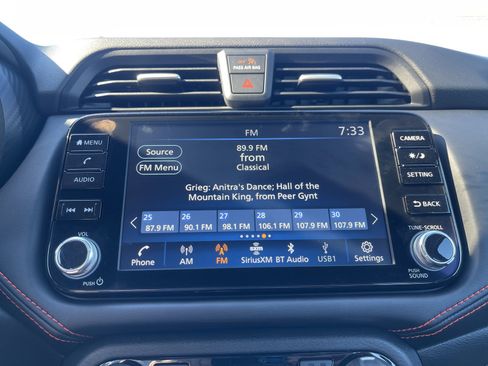 PASS AIR BAG
FM
7:33
MENU
AUDIO
VOL
PUSH
Source
FM Menu
89.9 FM
from
Classical
Grieg: Anitra's Dance; Hall of the
Mountain King, from Peer Gynt
25 26 27 28 29 30
87.9 FM 90.1 FM 98.1 FM 106.1 FM 107.9 FM 107.9 FM
Phone AM FM SiriusXM BT Audio USB1 Settings
sxm
CAMERA
SETTING
BACK
TUNE·SCROLL
PUSH
SOUND